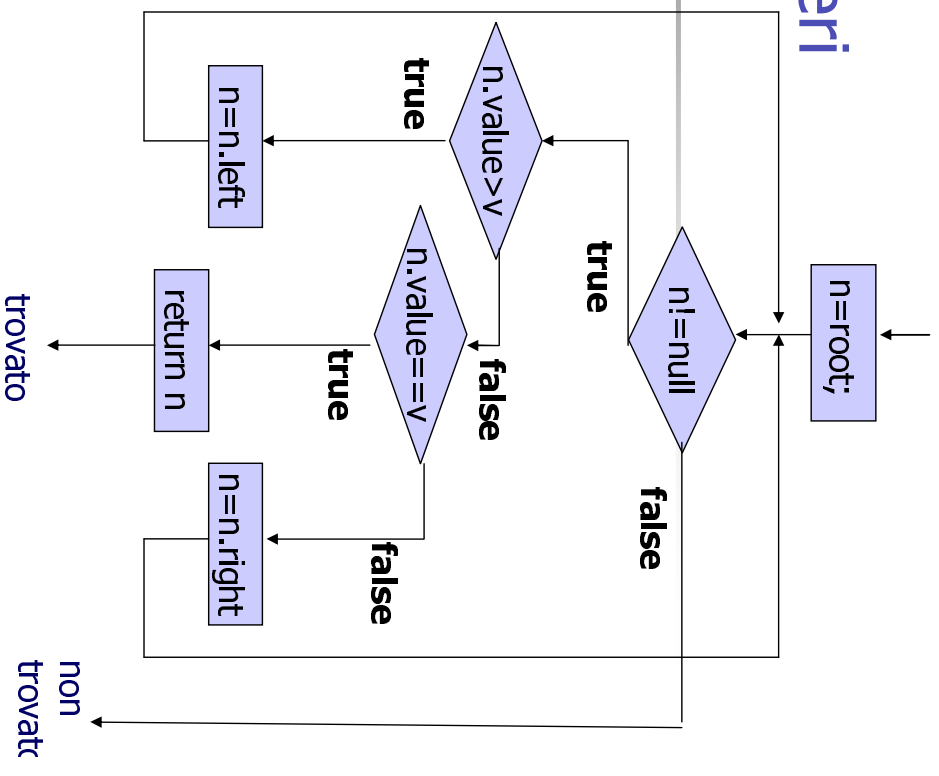 eri
n=root;
n!=null
true
false
n.value>v
true
false
n.value==v
true
false
n=n.left
return n
n=n.right
trovato
non
trovato